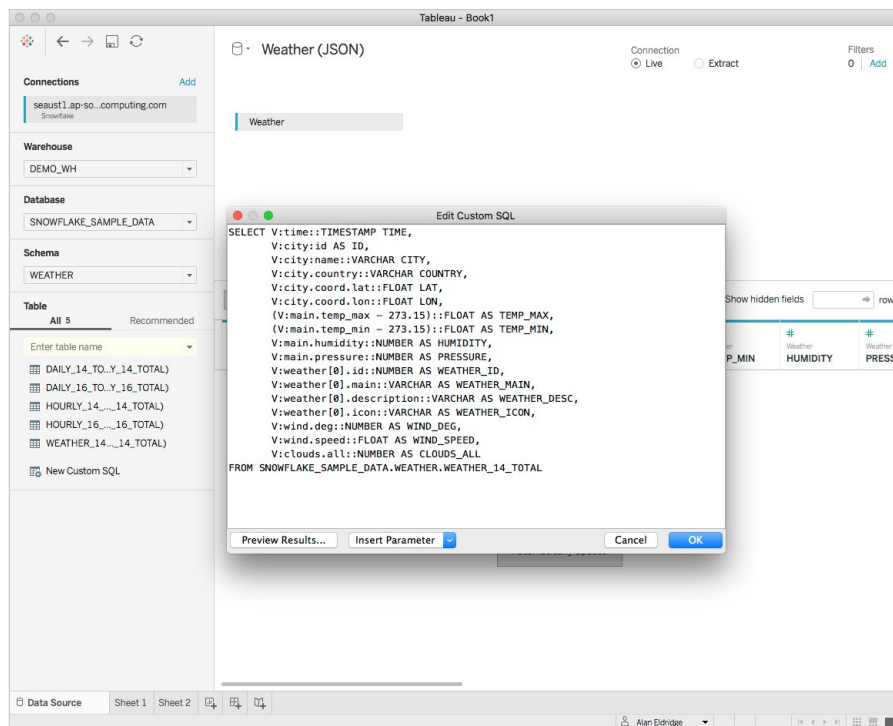 Tableau - Book1
Weather (JSON)
Connection
Live
Extract
Filters
0
Add
Connections
Add
seaust1.ap-so...computing.com
Snowflake
Weather
Warehouse
DEMO_WH
Database
SNOWFLAKE_SAMPLE_DATA
Schema
WEATHER
Table
All 5
Recommended
Enter table name
DAILY_14_TO...Y_14_TOTAL)
DAILY_16_TO...Y_16_TOTAL)
HOURLY_14_..._14_TOTAL)
HOURLY_16_..._16_TOTAL)
WEATHER_14..._14_TOTAL)
New Custom SQL
Edit Custom SQL
SELECT V:time::TIMESTAMP TIME,
V:city:id AS ID,
V:city:name::VARCHAR CITY,
V:city.country::VARCHAR COUNTRY,
V:city.coord.lat::FLOAT LAT,
V:city.coord.lon::FLOAT LON,
(V:main.temp_max - 273.15)::FLOAT AS TEMP_MAX,
(V:main.temp_min - 273.15)::FLOAT AS TEMP_MIN,
V:main.humidity::NUMBER AS HUMIDITY,
V:main.pressure::NUMBER AS PRESSURE,
V:weather[0].id::NUMBER AS WEATHER_ID,
V:weather[0].main::VARCHAR AS WEATHER_MAIN,
V:weather[0].description::VARCHAR AS WEATHER_DESC,
V:weather[0].icon::VARCHAR AS WEATHER_ICON,
V:wind.deg::NUMBER AS WIND_DEG,
V:wind.speed::FLOAT AS WIND_SPEED,
V:clouds.all::NUMBER AS CLOUDS_ALL
FROM SNOWFLAKE_SAMPLE_DATA.WEATHER.WEATHER_14_TOTAL
Preview Results...
Insert Parameter
Cancel
OK
Show hidden fields
row
er
P_MIN
#
Weather
HUMIDITY
#
Weather
PRESS
Data Source
Sheet 1
Sheet 2
Alan Eldridge